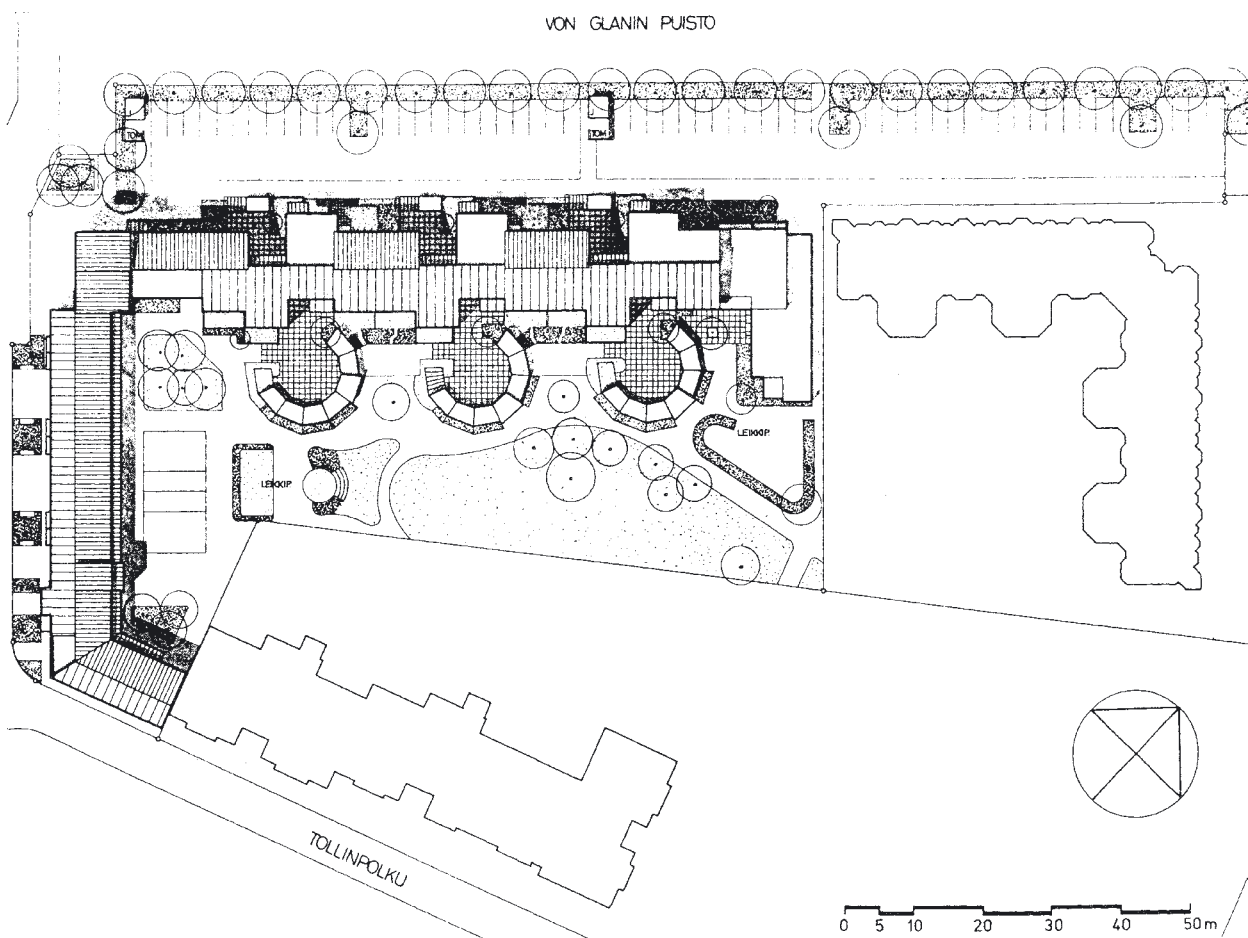 VON GLANIN PUISTO
TOM
TOM
LEIKKIP.
LEIKKIP.
TOLLINPOLKU
0 5 10 20 30 40 50 m